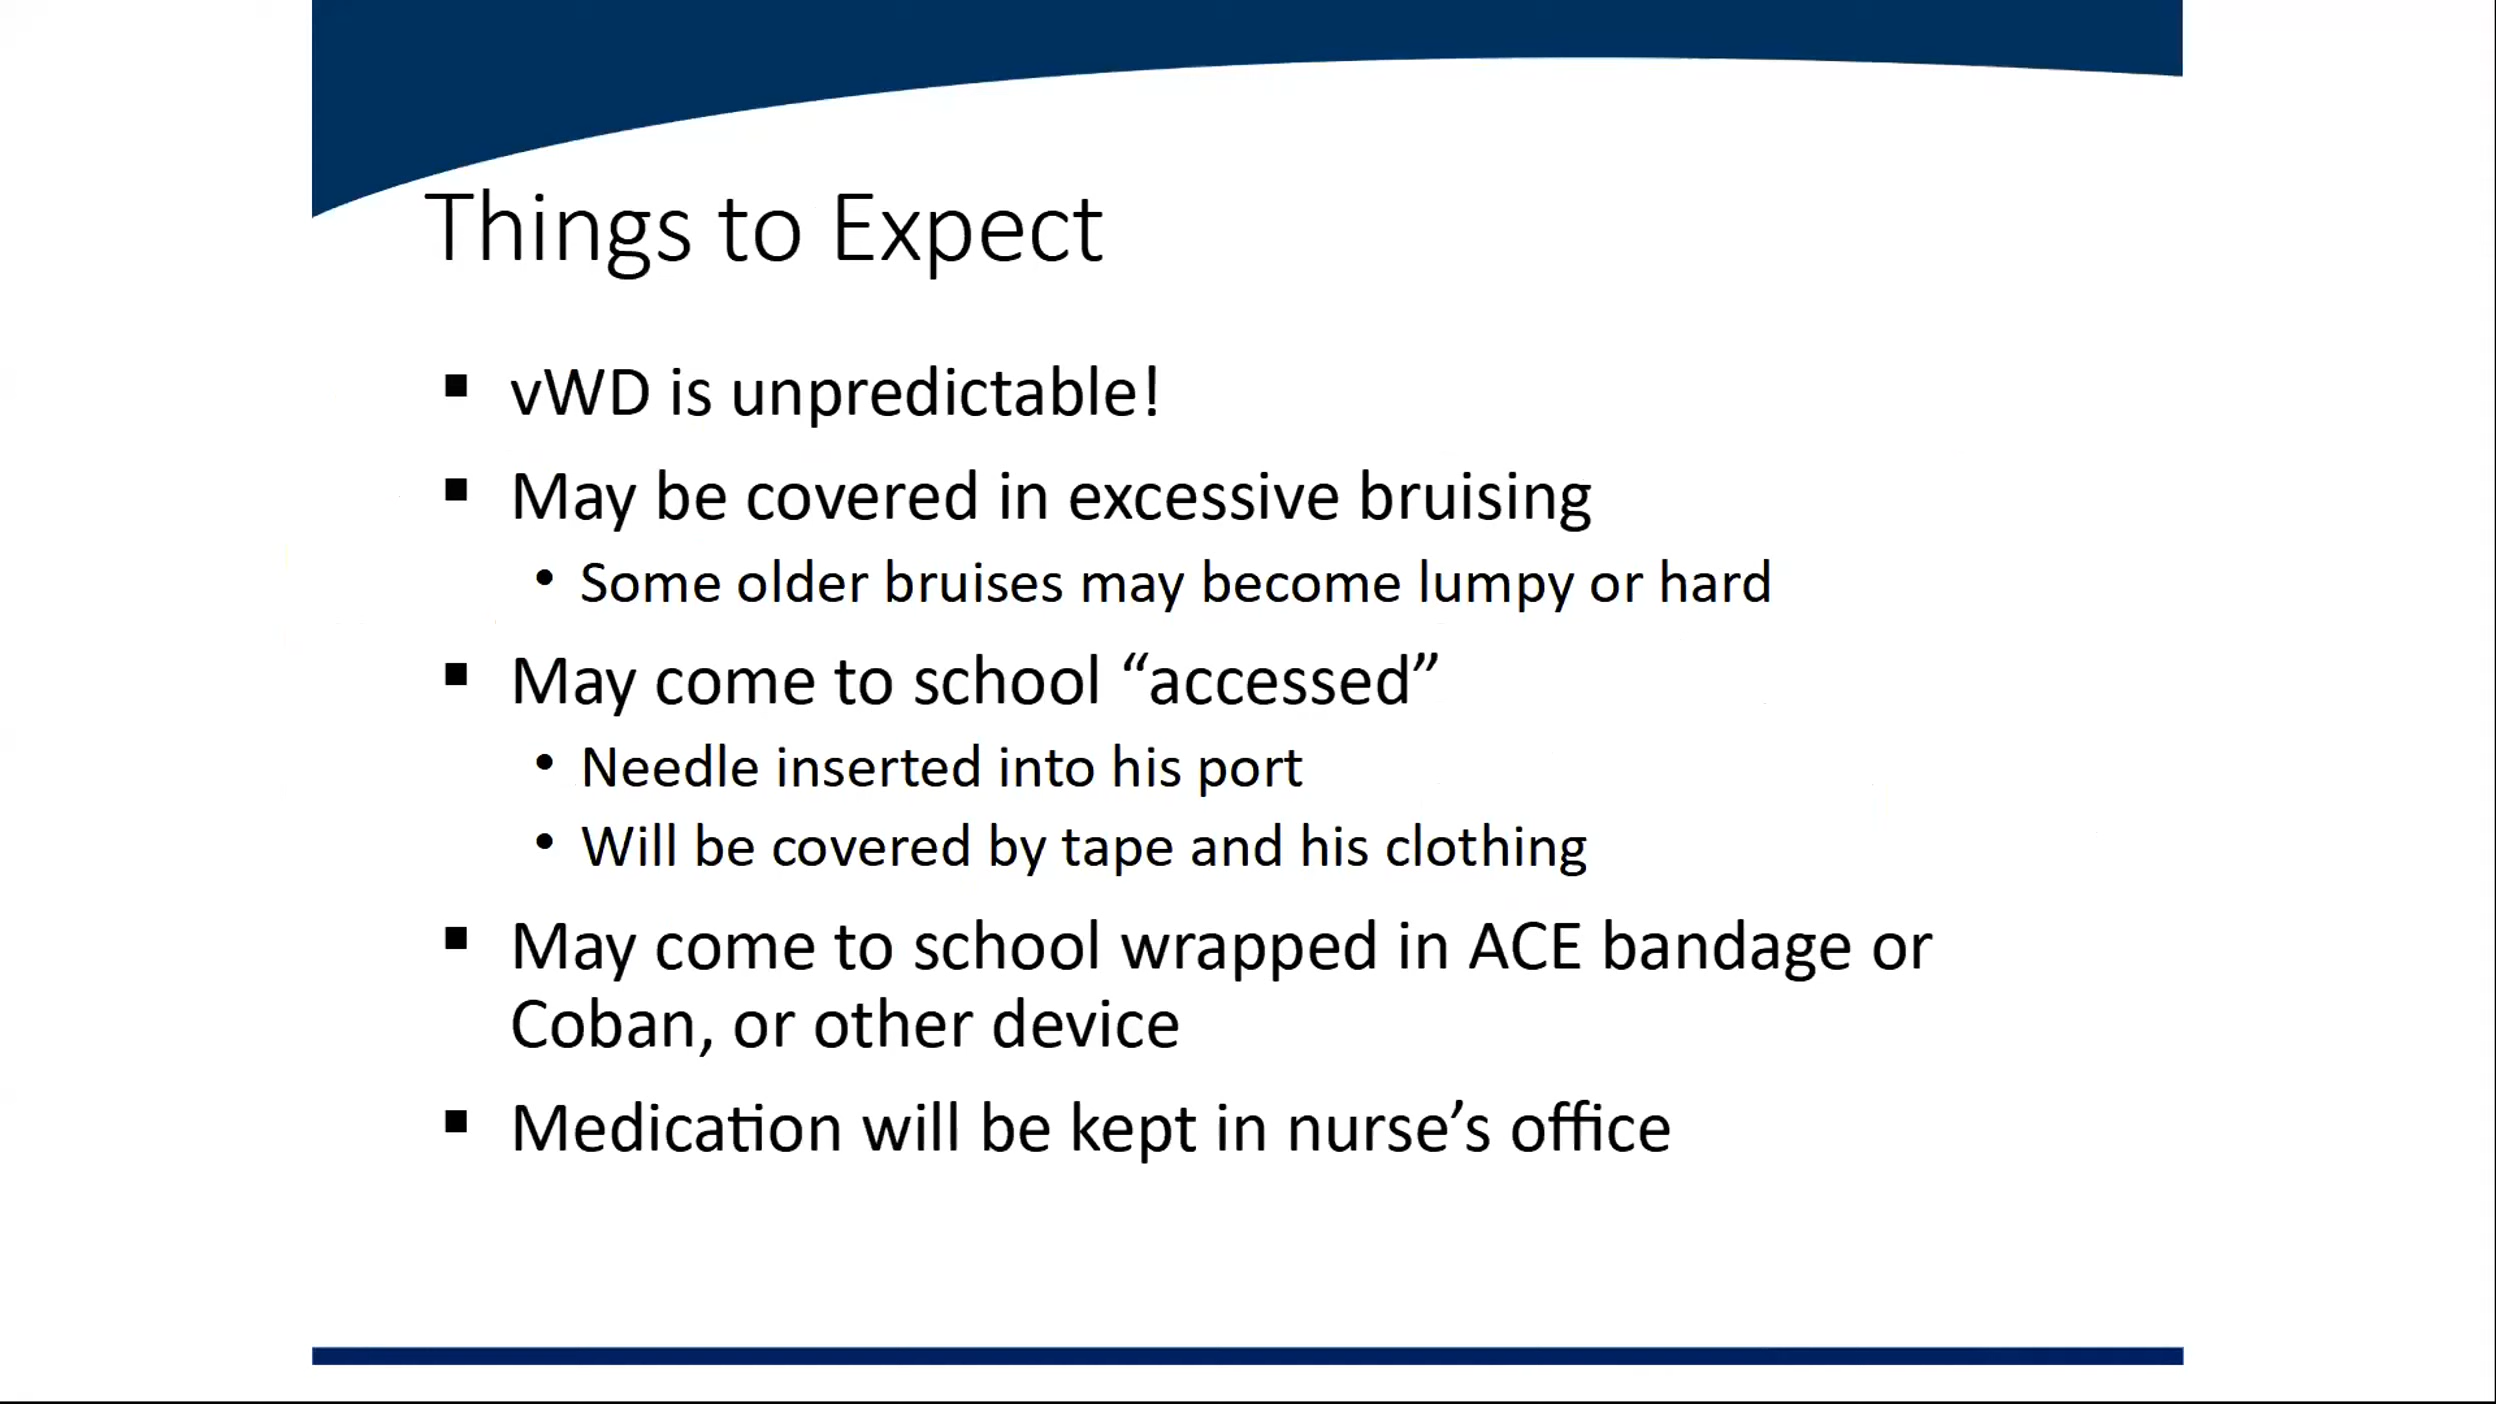 Things to Expect
▪ vWD is unpredictable!
▪ May be covered in excessive bruising
• Some older bruises may become lumpy or hard
▪ May come to school “accessed”
• Needle inserted into his port
• Will be covered by tape and his clothing
▪ May come to school wrapped in ACE bandage or
Coban, or other device
▪ Medication will be kept in nurse’s office